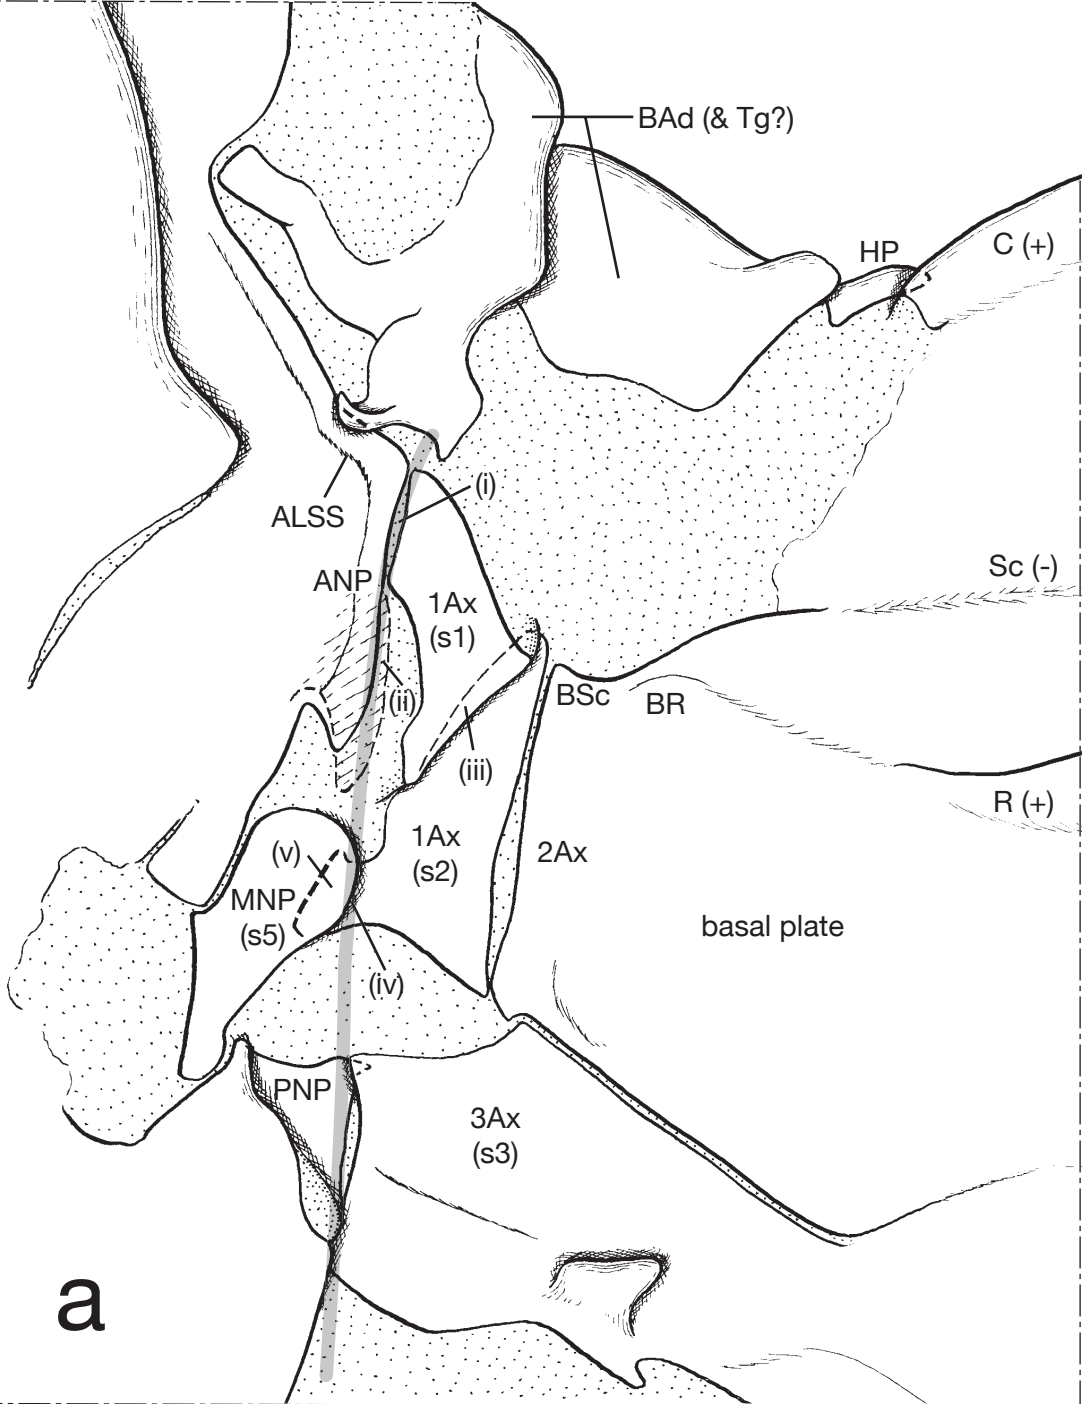 BAd (& Tg?)
HP
C (+)
(i)
ALSS
ANP
Sc (-)
1Ax
(s1)
(ii)
BSc
BR
(iii)
R (+)
1Ax
(s2)
2Ax
(v)
MNP
(s5)
basal plate
(iv)
PNP
3Ax
(s3)
a